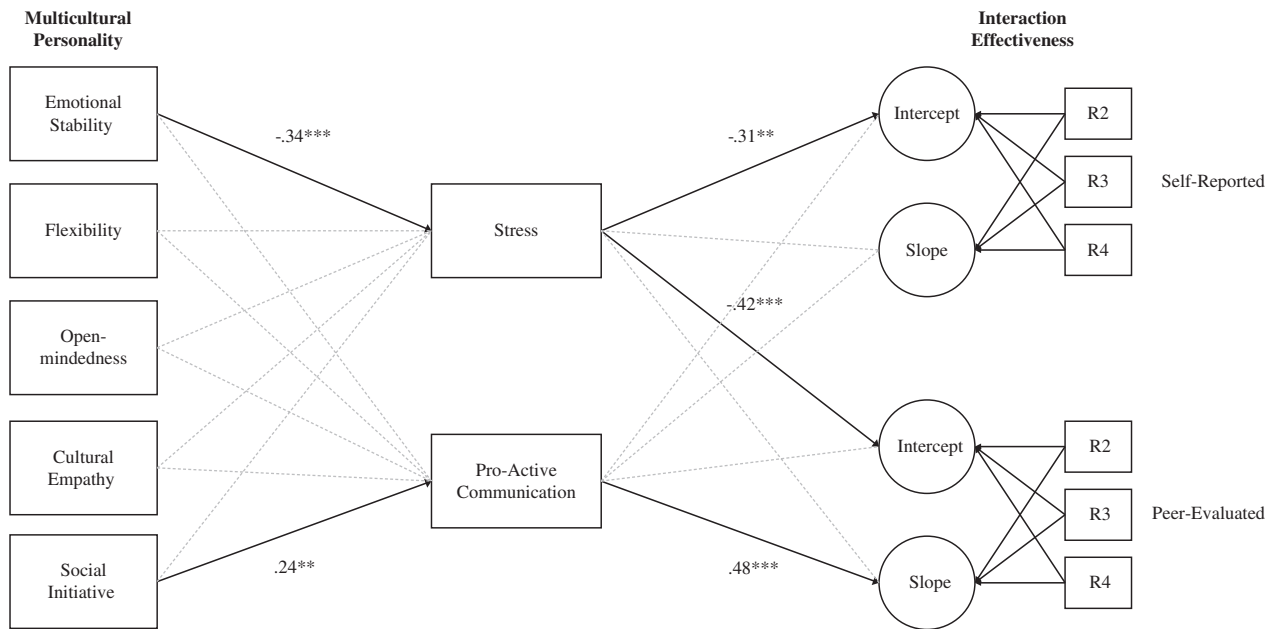 Multicultural
Personality
Interaction
Effectiveness
Emotional
Stability
Flexibility
Open-
mindedness
Cultural
Empathy
Social
Initiative
-.34***
.24**
Stress
Pro-Active
Communication
-.31**
-.42***
.48***
Intercept
Slope
R2
R3
R4
Self-Reported
Intercept
Slope
R2
R3
R4
Peer-Evaluated